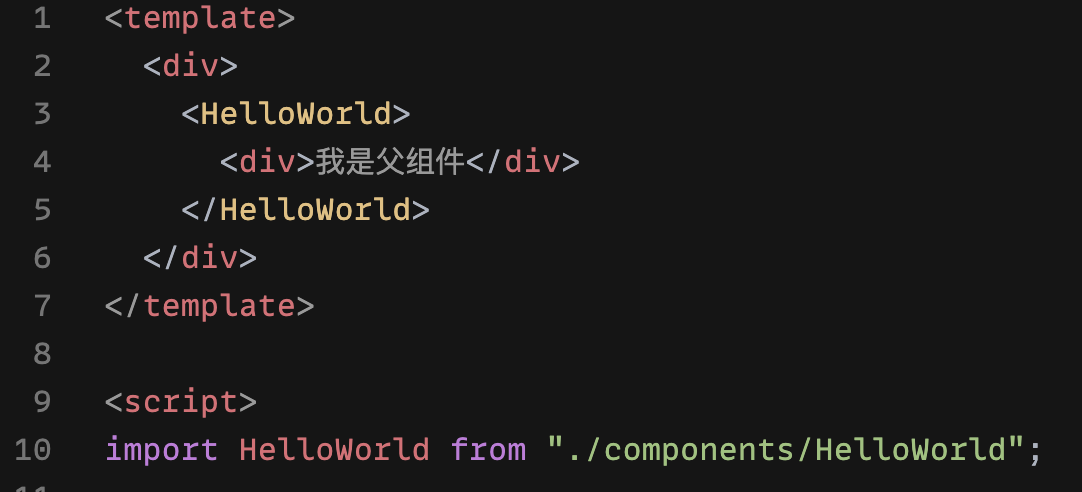 1 <template>
2 <div>
3 <HelloWorld>
4 <div>我是父组件</div>
5 </HelloWorld>
6 </div>
7 </template>
8
9 <script>
10 import HelloWorld from "./components/HelloWorld";